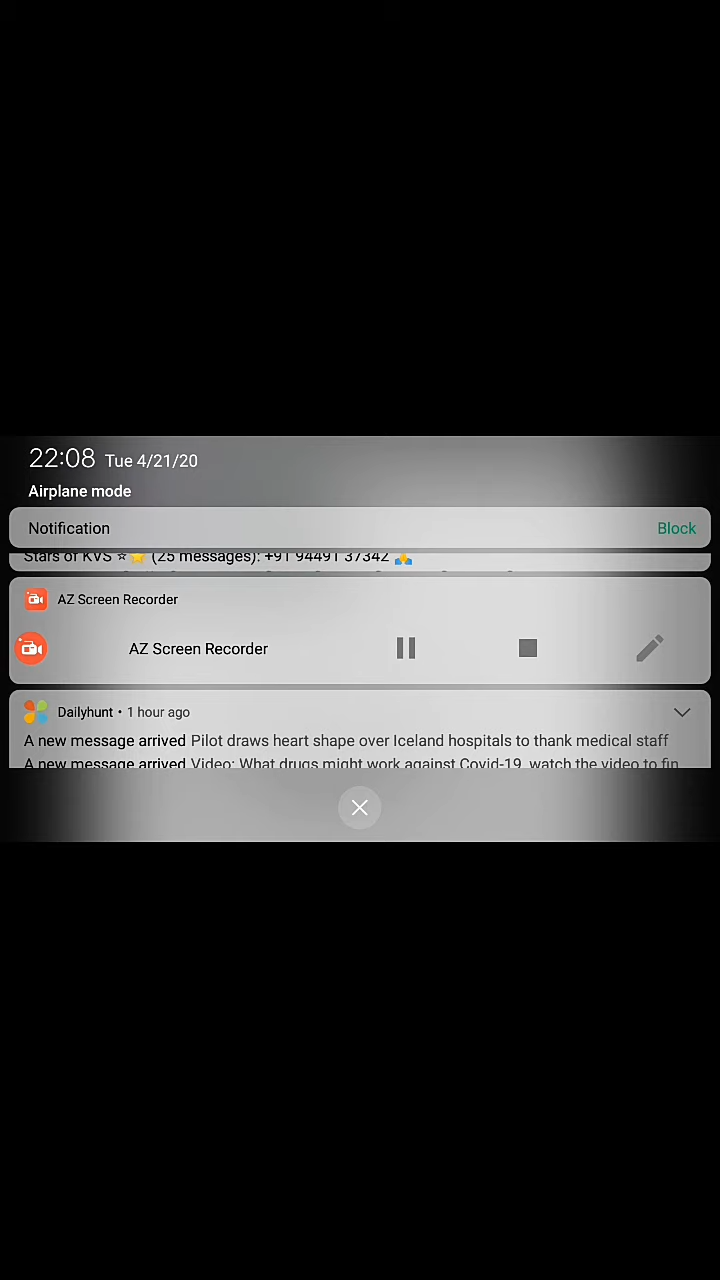 22:08 Tue 4/21/20
Airplane mode
Notification Block
Stars of KVS ⭐🌟 (25 messages): +91 94491 37342 🙏
AZ Screen Recorder
AZ Screen Recorder
Dailyhunt • 1 hour ago
A new message arrived Pilot draws heart shape over Iceland hospitals to thank medical staff
A new message arrived Video: What drugs might work against Covid-19, watch the video to fin